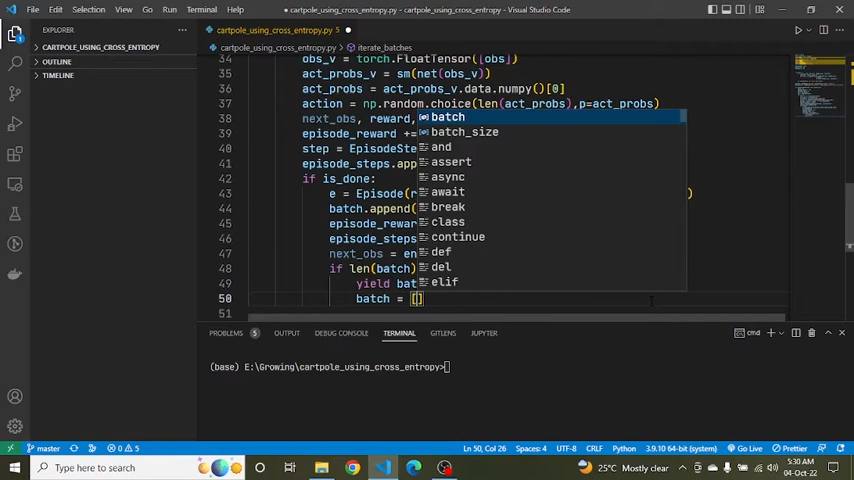 File Edit Selection View Go Run Terminal Help
cartpole_using_cross_entropy.py - Visual Studio Code
EXPLORER
cartpole_using_cross_entropy.py 5
cartpole_using_cross_entropy.py > iterate_batches
CARTPOLE_USING_CROSS_ENTROPY
OUTLINE
TIMELINE
34 obs_v = torch.FloatTensor([obs])
35 act_probs_v = sm(net(obs_v))
36 act_probs = act_probs_v.data.numpy()[0]
37 action = np.random.choice(len(act_probs),p=act_probs)
38 next_obs, reward,
39 episode_reward +=
40 step = EpisodeSte
41 episode_steps.app
42 if is_done:
43 e = Episode(r )
44 batch.append(
45 episode_rewar
46 episode_steps
47 next_obs = en
48 if len(batch)
49 yield bat
50 batch = []
51
batch
batch_size
and
assert
async
await
break
class
continue
def
del
elif
PROBLEMS 5 OUTPUT DEBUG CONSOLE TERMINAL GITLENS JUPYTER
cmd
(base) E:\Growing\cartpole_using_cross_entropy>
master 0 5
Ln 50, Col 26 Spaces: 4 UTF-8 CRLF Python 3.9.10 64-bit (system) Go Live Prettier
Type here to search
25°C Mostly clear
5:30 AM
04-Oct-22